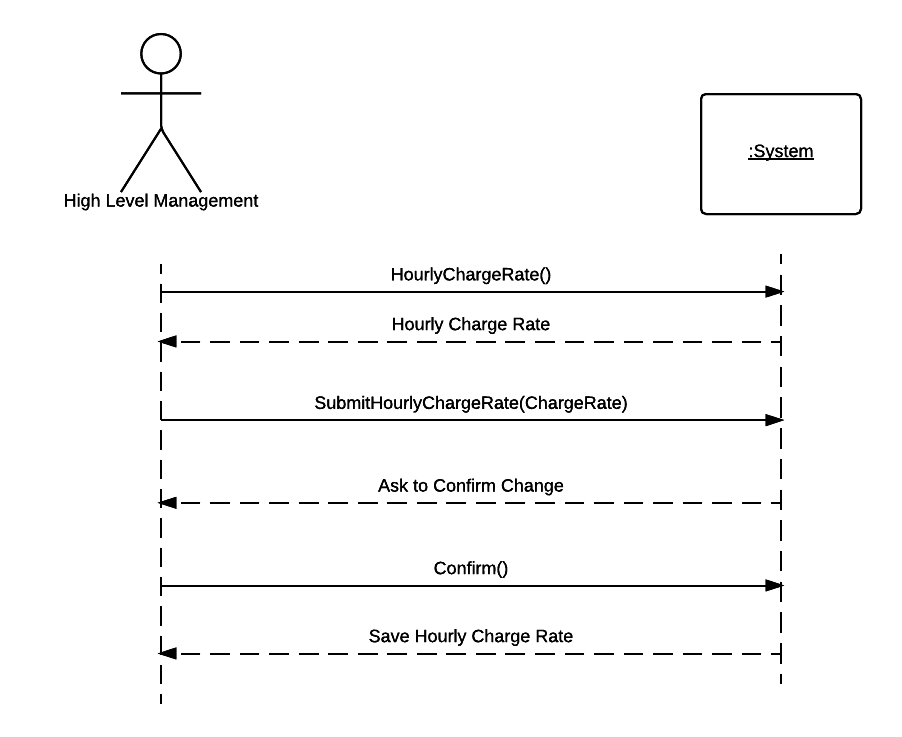 High Level Management
:System
HourlyChargeRate()
Hourly Charge Rate
SubmitHourlyChargeRate(ChargeRate)
Ask to Confirm Change
Confirm()
Save Hourly Charge Rate